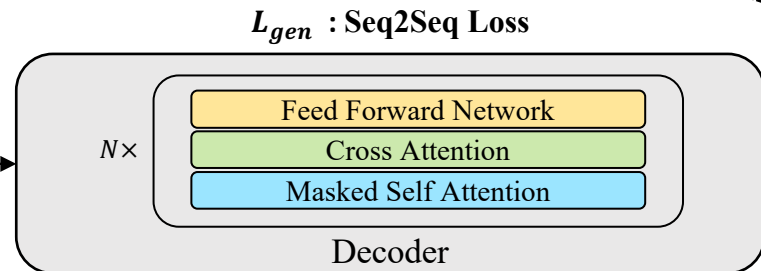 L_gen : Seq2Seq Loss
Feed Forward Network
N× Cross Attention
Masked Self Attention
Decoder